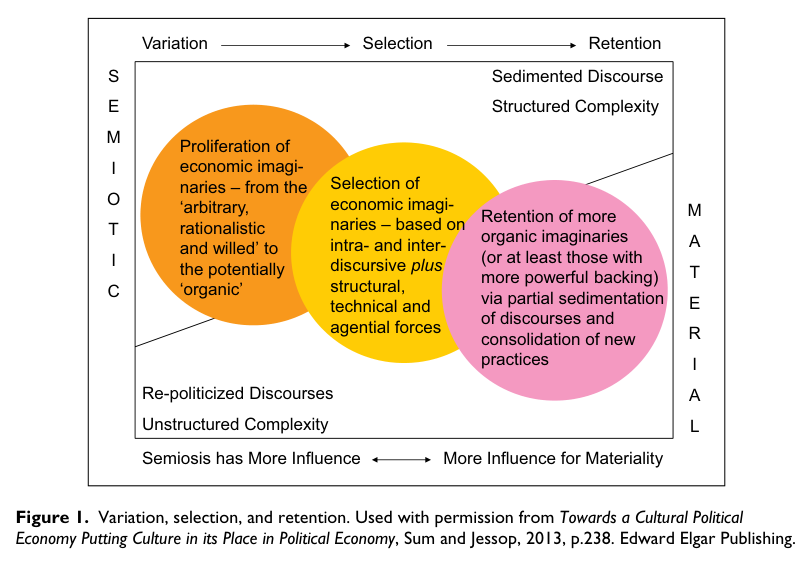 Variation Selection Retention
SEMIOTIC
Sedimented Discourse
Structured Complexity
Proliferation of
economic imagi-
naries – from the
‘arbitrary,
rationalistic
and willed’ to
the potentially
‘organic’
Selection of
economic imagi-
naries – based on
intra- and inter-
discursive plus
structural,
technical and
agential forces
Retention of more
organic imaginaries
(or at least those with
more powerful backing)
via partial sedimentation
of discourses and
consolidation of new
practices
MATERIAL
Re-politicized Discourses
Unstructured Complexity
Semiosis has More Influence More Influence for Materiality
Figure 1. Variation, selection, and retention. Used with permission from Towards a Cultural Political
Economy Putting Culture in its Place in Political Economy, Sum and Jessop, 2013, p.238. Edward Elgar Publishing.